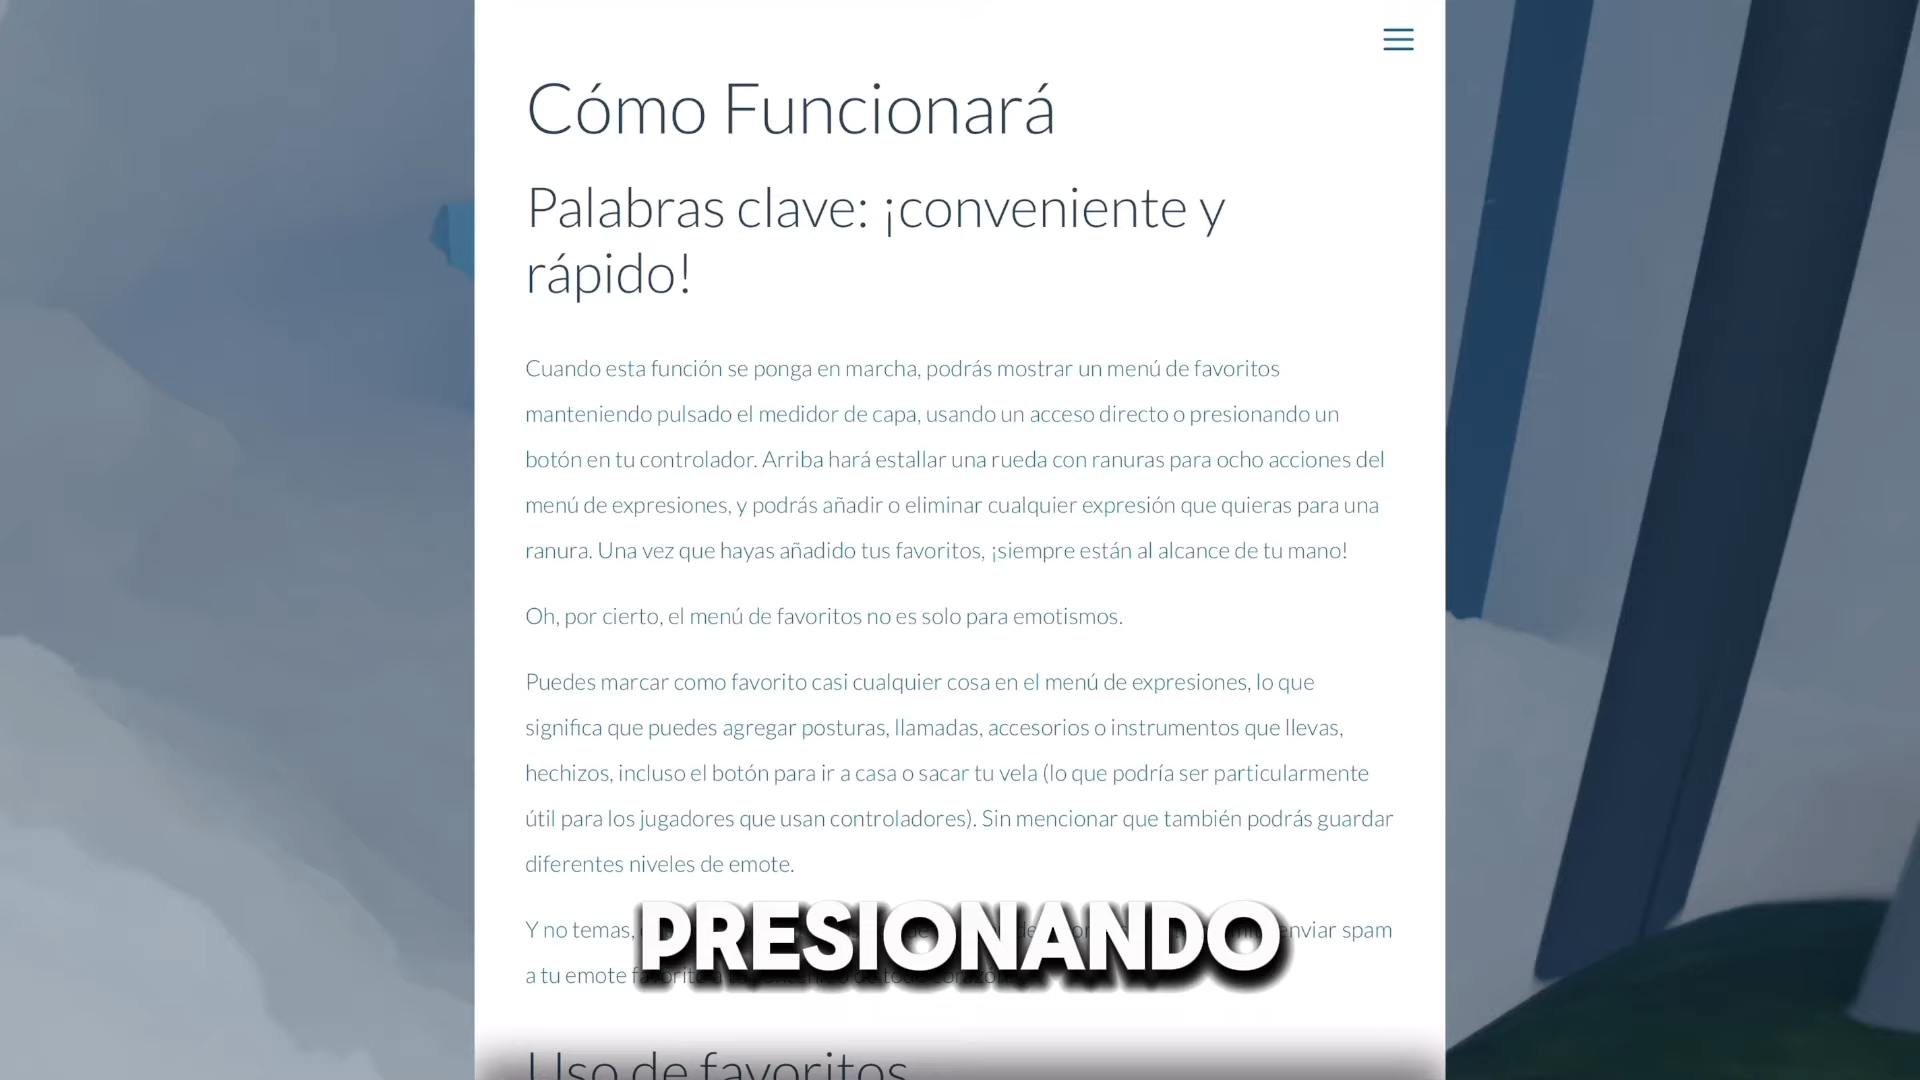 Cómo Funcionará
Palabras clave: ¡conveniente y
rápido!
Cuando esta función se ponga en marcha, podrás mostrar un menú de favoritos
manteniendo pulsado el medidor de capa, usando un acceso directo o presionando un
botón en tu controlador. Arriba hará estallar una rueda con ranuras para ocho acciones del
menú de expresiones, y podrás añadir o eliminar cualquier expresión que quieras para una
ranura. Una vez que hayas añadido tus favoritos, ¡siempre están al alcance de tu mano!
Oh, por cierto, el menú de favoritos no es solo para emotismos.
Puedes marcar como favorito casi cualquier cosa en el menú de expresiones, lo que
significa que puedes agregar posturas, llamadas, accesorios o instrumentos que llevas,
hechizos, incluso el botón para ir a casa o sacar tu vela (lo que podría ser particularmente
útil para los jugadores que usan controladores). Sin mencionar que también podrás guardar
diferentes niveles de emote.
Y no temas, enviar spam
PRESIONANDO
a tu emote
Uso de favoritos